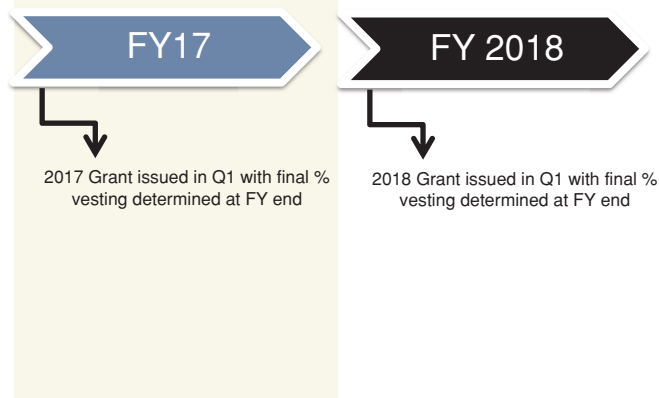 FY17
FY 2018
2017 Grant issued in Q1 with final %
vesting determined at FY end
2018 Grant issued in Q1 with final %
vesting determined at FY end